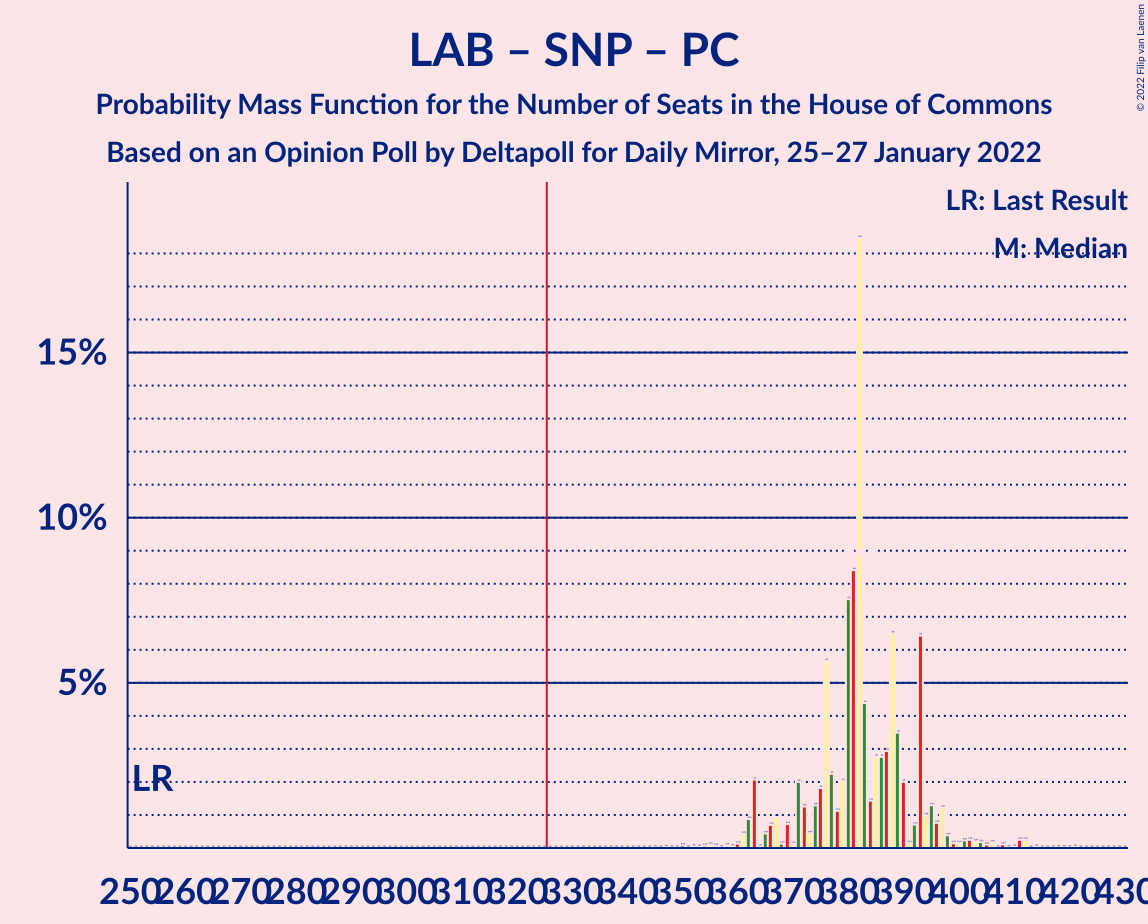 LAB – SNP – PC
Probability Mass Function for the Number of Seats in the House of Commons
Based on an Opinion Poll by Deltapoll for Daily Mirror, 25–27 January 2022
© 2022 Filip van Laenen
LR: Last Result
M: Median
15%
10%
5%
LR
250 260 270 280 290 300 310 320 330 340 350 360 370 380 390 400 410 420 430